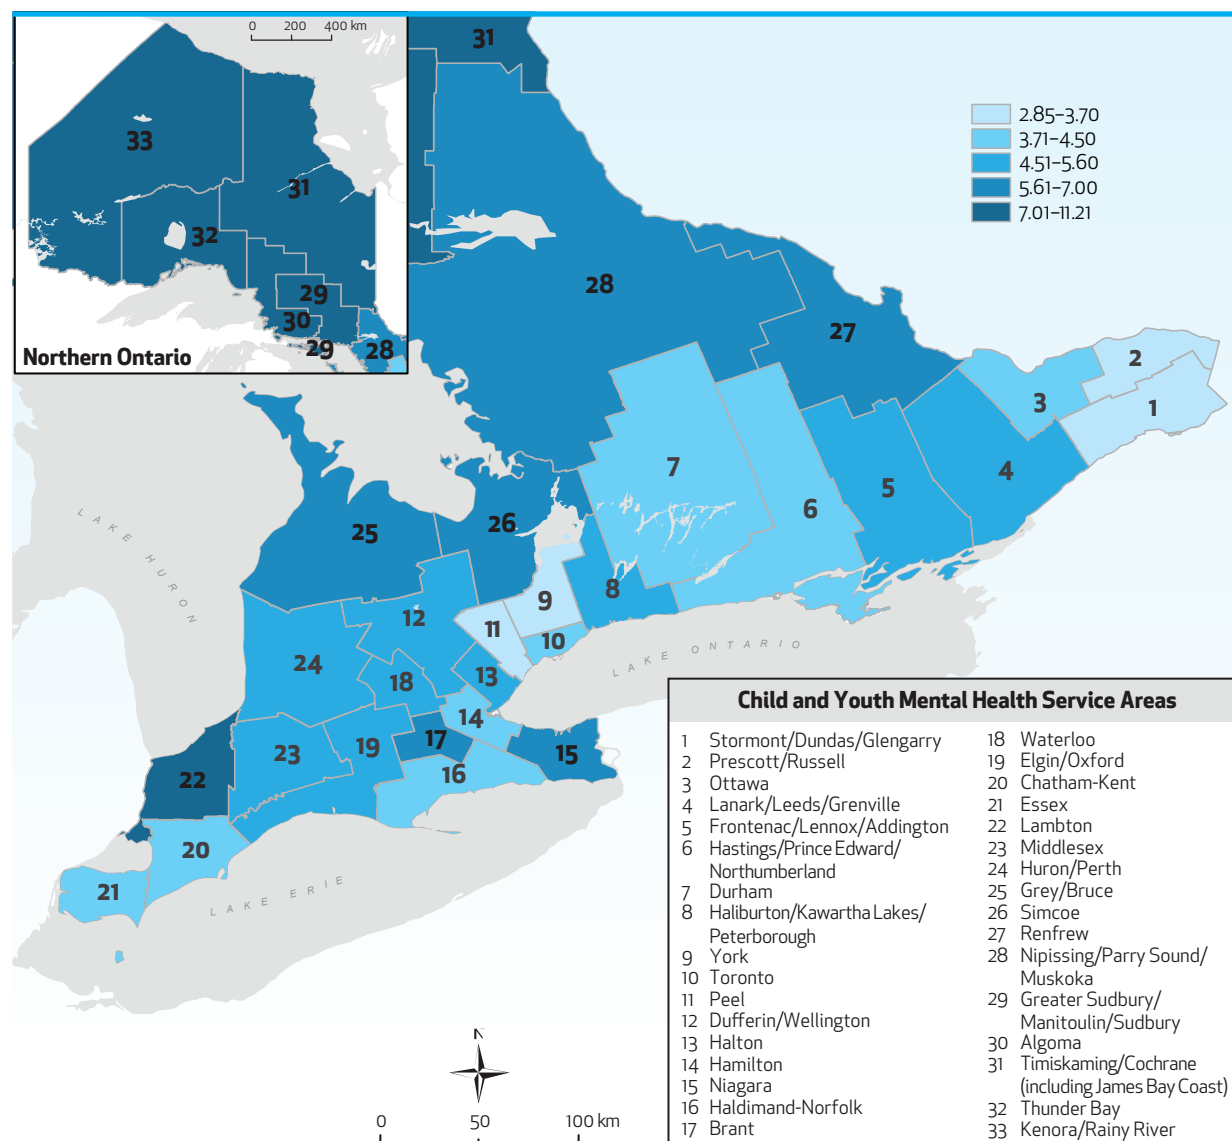 0 200 400 km
31
33
31
32
29
30
29
28
Northern Ontario
2.85–3.70
3.71–4.50
4.51–5.60
5.61–7.00
7.01–11.21
28
27
2
3
1
7
4
5
6
26
25
8
9
12
11
10
24
13
18
14
17
19
23
15
16
22
20
21
LAKE HURON
LAKE ONTARIO
LAKE ERIE
N
0 50 100 km
Child and Youth Mental Health Service Areas
1 Stormont/Dundas/Glengarry
2 Prescott/Russell
3 Ottawa
4 Lanark/Leeds/Grenville
5 Frontenac/Lennox/Addington
6 Hastings/Prince Edward/
Northumberland
7 Durham
8 Haliburton/Kawartha Lakes/
Peterborough
9 York
10 Toronto
11 Peel
12 Dufferin/Wellington
13 Halton
14 Hamilton
15 Niagara
16 Haldimand-Norfolk
17 Brant
18 Waterloo
19 Elgin/Oxford
20 Chatham-Kent
21 Essex
22 Lambton
23 Middlesex
24 Huron/Perth
25 Grey/Bruce
26 Simcoe
27 Renfrew
28 Nipissing/Parry Sound/
Muskoka
29 Greater Sudbury/
Manitoulin/Sudbury
30 Algoma
31 Timiskaming/Cochrane
(including James Bay Coast)
32 Thunder Bay
33 Kenora/Rainy River